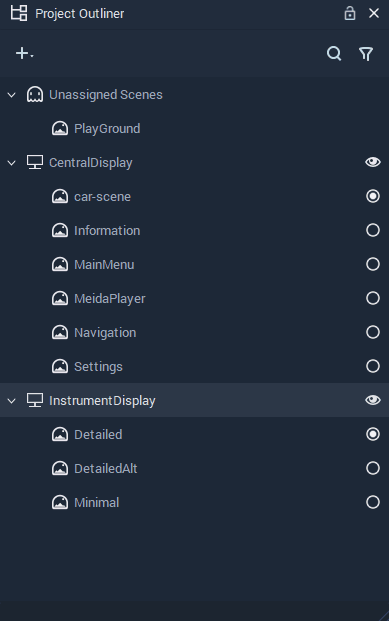 Project Outliner
Unassigned Scenes
PlayGround
CentralDisplay
car-scene
Information
MainMenu
MeidaPlayer
Navigation
Settings
InstrumentDisplay
Detailed
DetailedAlt
Minimal